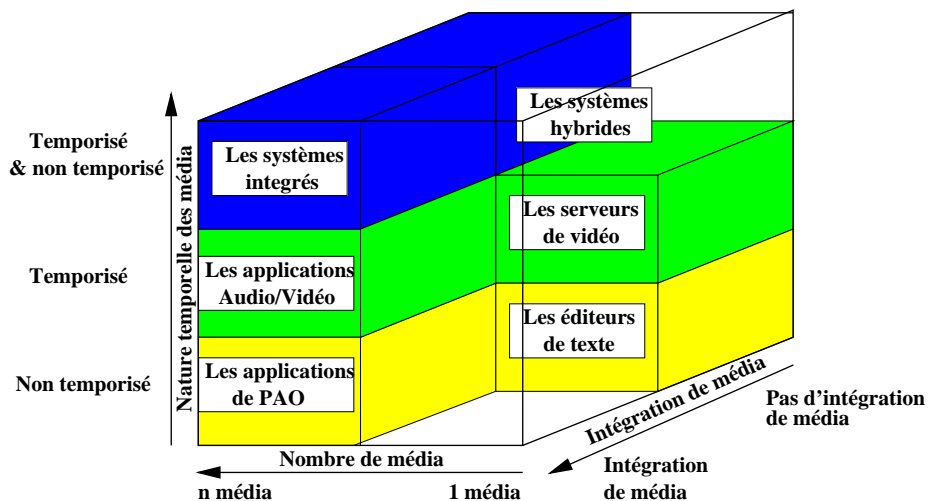 Temporisé
& non temporisé
Temporisé
Non temporisé
Nature temporelle des média
Les systèmes
integrés
Les systèmes
hybrides
Les applications
Audio/Vidéo
Les serveurs
de vidéo
Les applications
de PAO
Les éditeurs
de texte
Nombre de média
n média
1 média
Intégration de média
Pas d'intégration
de média
Intégration
de média